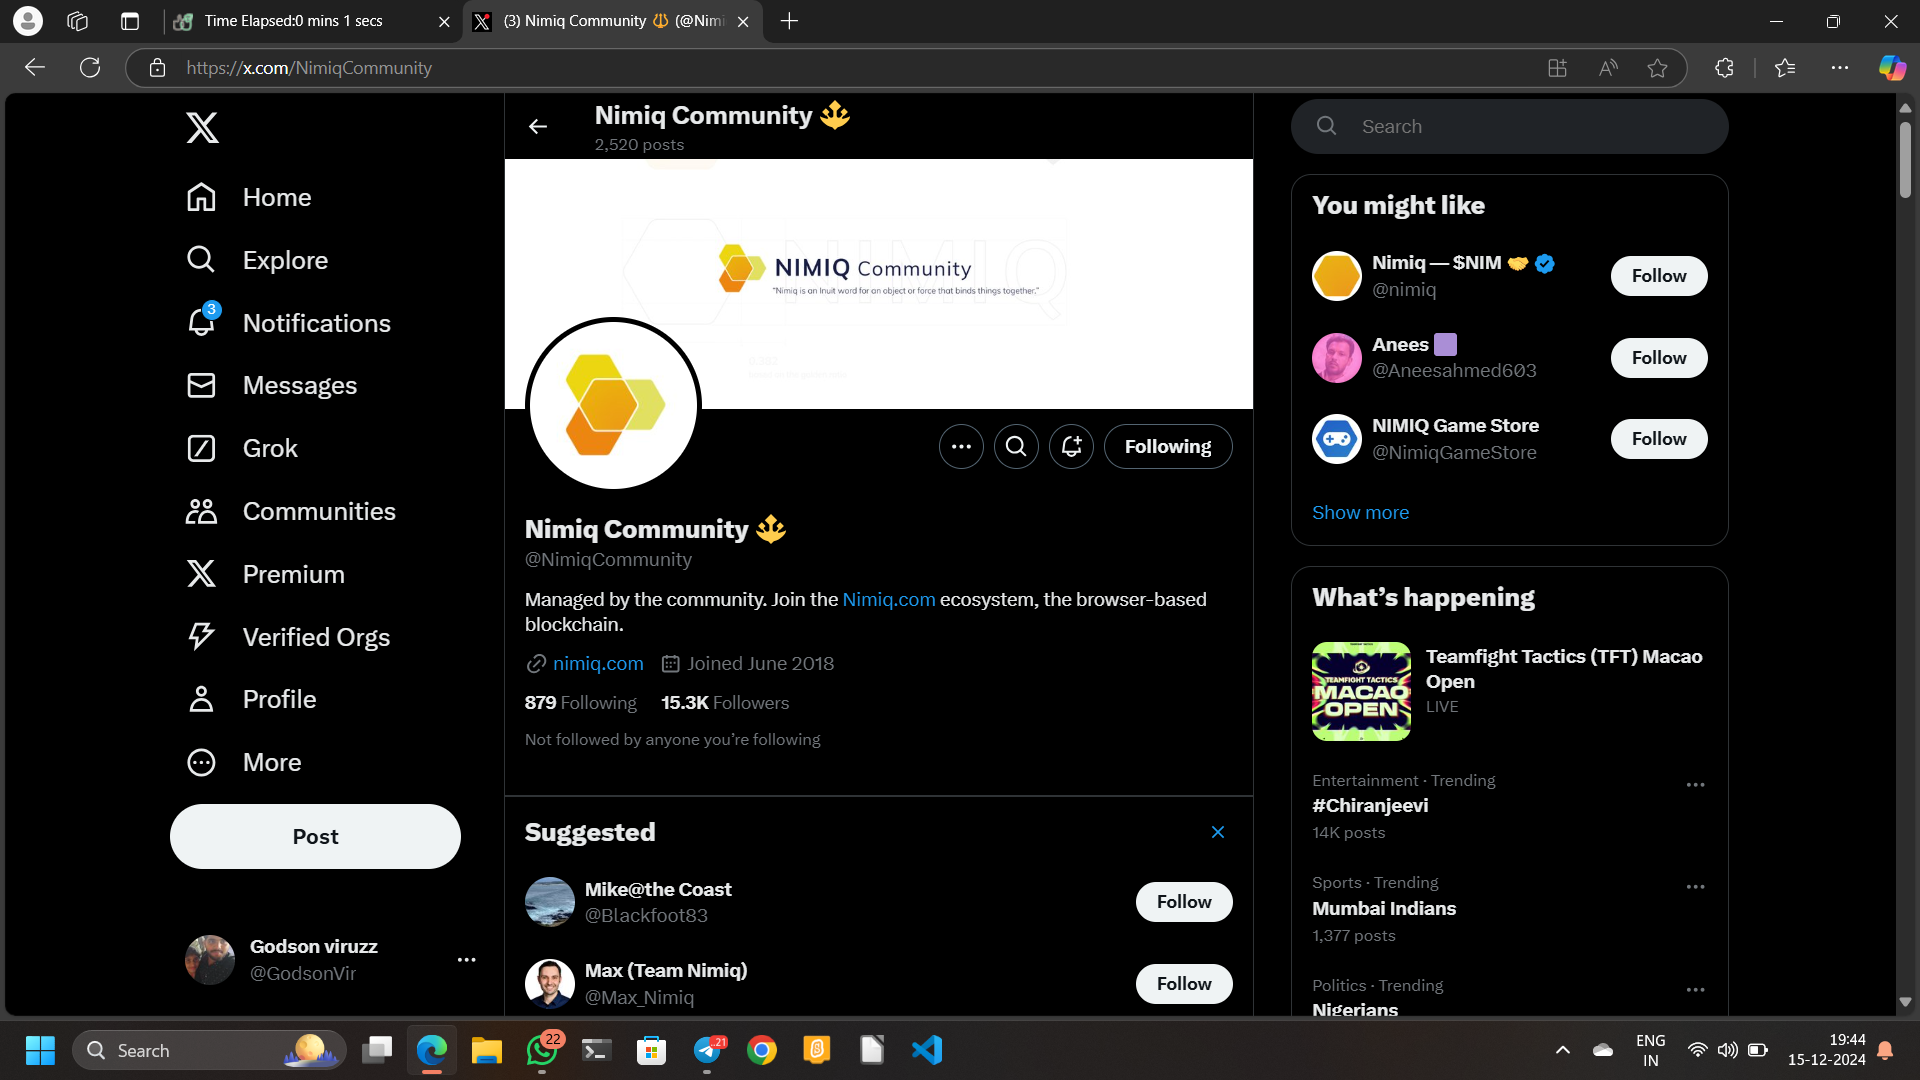 Time Elapsed:0 mins 1 secs
(3) Nimiq Community 🔱 (@Nimi
https://x.com/NimiqCommunity
Home
Explore
3
Notifications
Messages
Grok
Communities
Premium
Verified Orgs
Profile
More
Post
Godson viruzz
@GodsonVir
Nimiq Community 🔱
2,520 posts
NIMIQ
NIMIQ Community
"Nimiq is an Inuit word for an object or force that binds things together."
Following
Nimiq Community 🔱
@NimiqCommunity
Managed by the community. Join the Nimiq.com ecosystem, the browser-based
blockchain.
nimiq.com Joined June 2018
879 Following 15.3K Followers
Not followed by anyone you're following
Suggested
Mike@the Coast
@Blackfoot83
Follow
Max (Team Nimiq)
@Max_Nimiq
Follow
Search
You might like
Nimiq — $NIM 🤝
@nimiq
Follow
Anees
@Aneesahmed603
Follow
NIMIQ Game Store
@NimiqGameStore
Follow
Show more
What's happening
TEAMFIGHT TACTICS
MACAO
OPEN
Teamfight Tactics (TFT) Macao
Open
LIVE
Entertainment · Trending
#Chiranjeevi
14K posts
Sports · Trending
Mumbai Indians
1,377 posts
Politics · Trending
Nigerians
Search
22
21
ENG
IN
19:44
15-12-2024